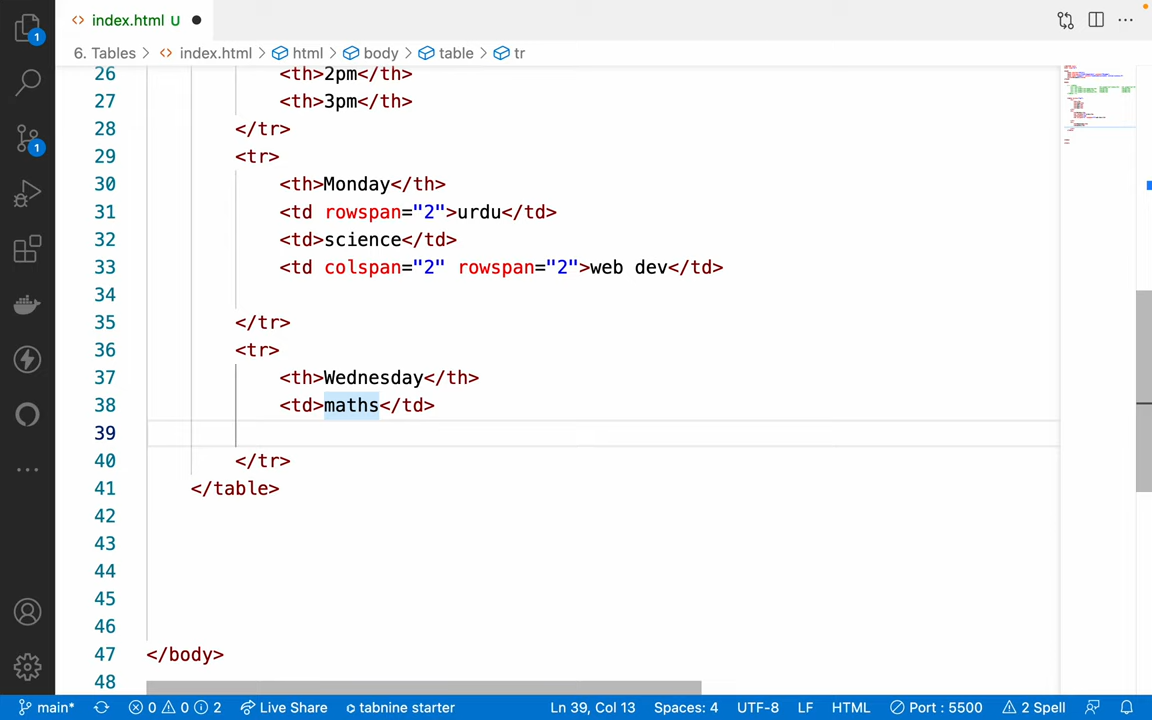 index.html U
6. Tables > index.html > html > body > table > tr
26 <th>2pm</th>
27 <th>3pm</th>
28 </tr>
29 <tr>
30 <th>Monday</th>
31 <td rowspan="2">urdu</td>
32 <td>science</td>
33 <td colspan="2" rowspan="2">web dev</td>
34
35 </tr>
36 <tr>
37 <th>Wednesday</th>
38 <td>maths</td>
39
40 </tr>
41 </table>
42
43
44
45
46
47 </body>
48
1
1
main* 0 0 2 Live Share tabnine starter Ln 39, Col 13 Spaces: 4 UTF-8 LF HTML Port : 5500 2 Spell